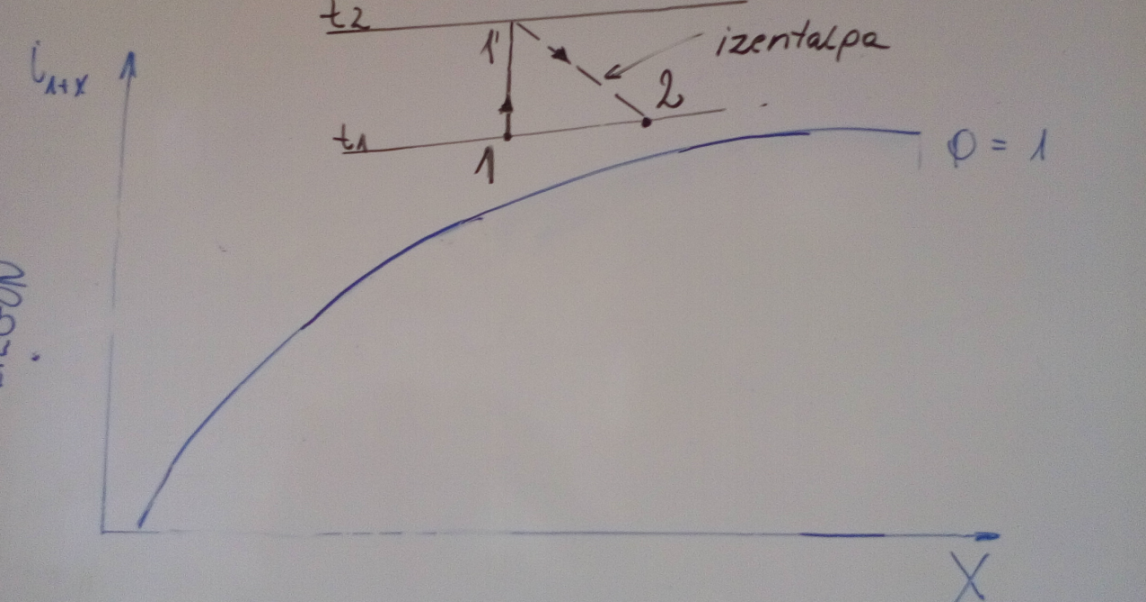 t2
i1+x
1'
izentalpa
2
t1
1
φ = 1
X